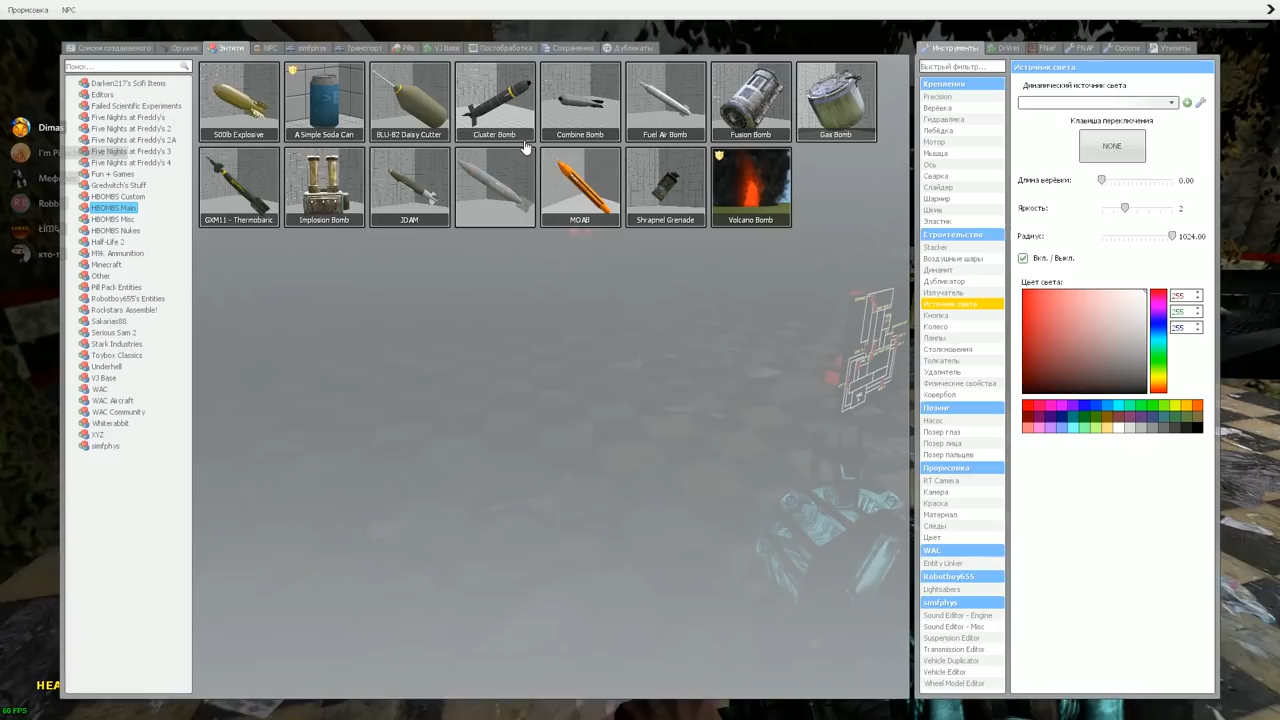 Прорисовка NPC
Списки создаваемого Оружие Энтити NPC simfphys Транспорт Pills VJ Base Постобработка Сохранения Дубликаты
Поиск...
Darken217's SciFi Items
Editors
Failed Scientific Experiments
Five Nights at Freddy's
Five Nights at Freddy's 2
Five Nights at Freddy's 2A
Five Nights at Freddy's 3
Five Nights at Freddy's 4
Fun + Games
Gredwitch's Stuff
HBOMBS Custom
HBOMBS Main
HBOMBS Misc
HBOMBS Nukes
Half-Life 2
M9k Ammunition
Minecraft
Other
Pill Pack Entities
Robotboy655's Entities
Rockstars Assemble!
Sakarias88
Serious Sam 2
Stark Industries
Toybox Classics
Underhell
VJ Base
WAC
WAC Aircraft
WAC Community
Whiterabbit
XYZ
simfphys
500lb Explosive A Simple Soda Can BLU-82 Daisy Cutter Cluster Bomb Combine Bomb Fuel Air Bomb Fusion Bomb Gas Bomb
GXM11 - Thermobaric Implosion Bomb JDAM MOAB Shrapnel Grenade Volcano Bomb
Dimas
I'm P
Меф
Robb
кто-т
HEA
60 FPS
Инструменты DrVrej FNaF FNAF Options Утилиты
Быстрый фильтр...
Крепления
Precision
Верёвка
Гидравлика
Лебёдка
Мотор
Мышца
Ось
Сварка
Слайдер
Шарнир
Шкив
Эластик
Строительство
Stacker
Воздушные шары
Динамит
Дубликатор
Излучатель
Источник света
Кнопка
Колесо
Лампы
Столкновения
Толкатель
Удалитель
Физические свойства
Ховербол
Позинг
Насос
Позер глаз
Позер лица
Позер пальцев
Прорисовка
RT Camera
Камера
Краска
Материал
Следы
Цвет
WAC
Entity Linker
Robotboy655
Lightsabers
simfphys
Sound Editor - Engine
Sound Editor - Misc
Suspension Editor
Transmission Editor
Vehicle Duplicator
Vehicle Editor
Wheel Model Editor
Источник света
Динамический источник света
Клавиша переключения
NONE
Длина верёвки: 0.00
Яркость: 2
Радиус: 1024.00
Вкл. / Выкл.
Цвет света:
255
255
255